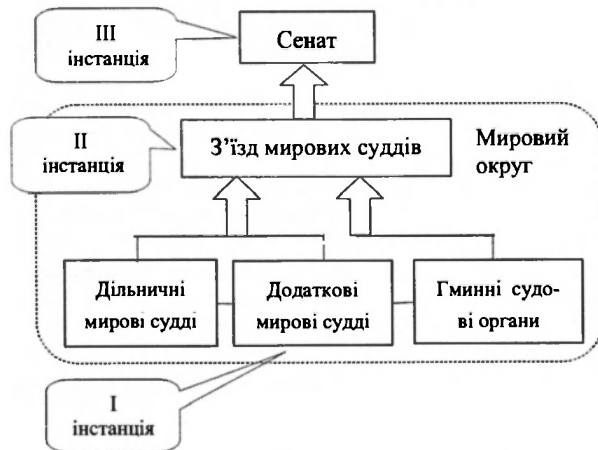 III
інстанція
Сенат
II
інстанція
З’їзд мирових суддів
Мировий
округ
Дільничні
мирові судді
Додаткові
мирові судді
Гминні судо-
ві органи
I
інстанція